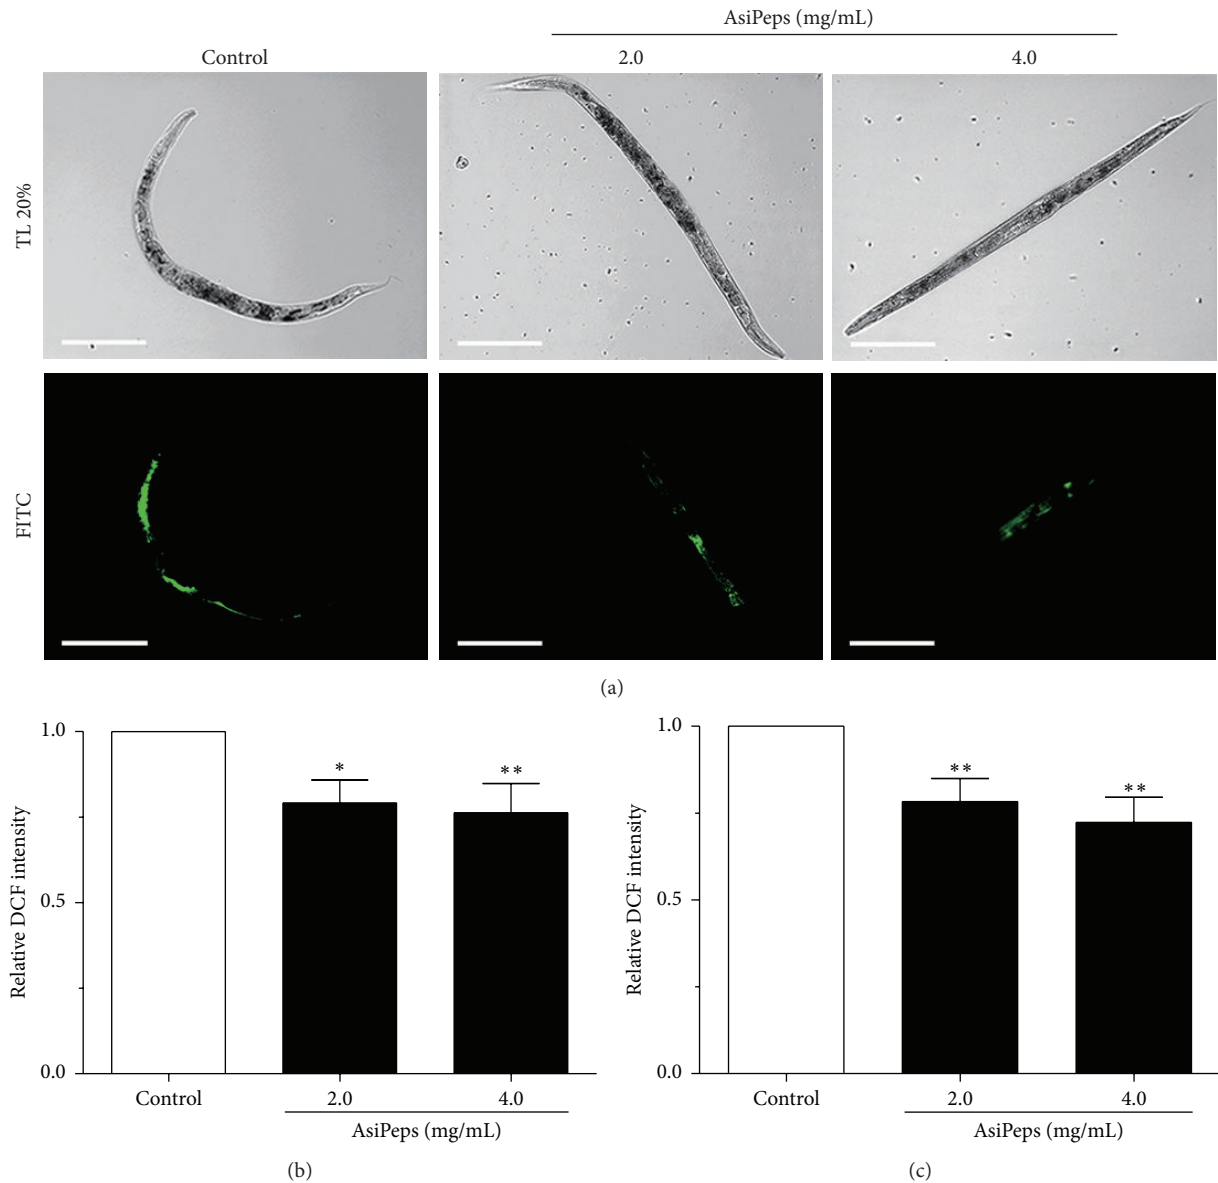 AsiPeps (mg/mL)
Control 2.0 4.0
TL 20%
FITC
(a)
1.0
0.5
0.0
Relative DCF intensity
*
**
Control 2.0 4.0
AsiPeps (mg/mL)
(b)
1.0
0.5
0.0
Relative DCF intensity
**
**
Control 2.0 4.0
AsiPeps (mg/mL)
(c)